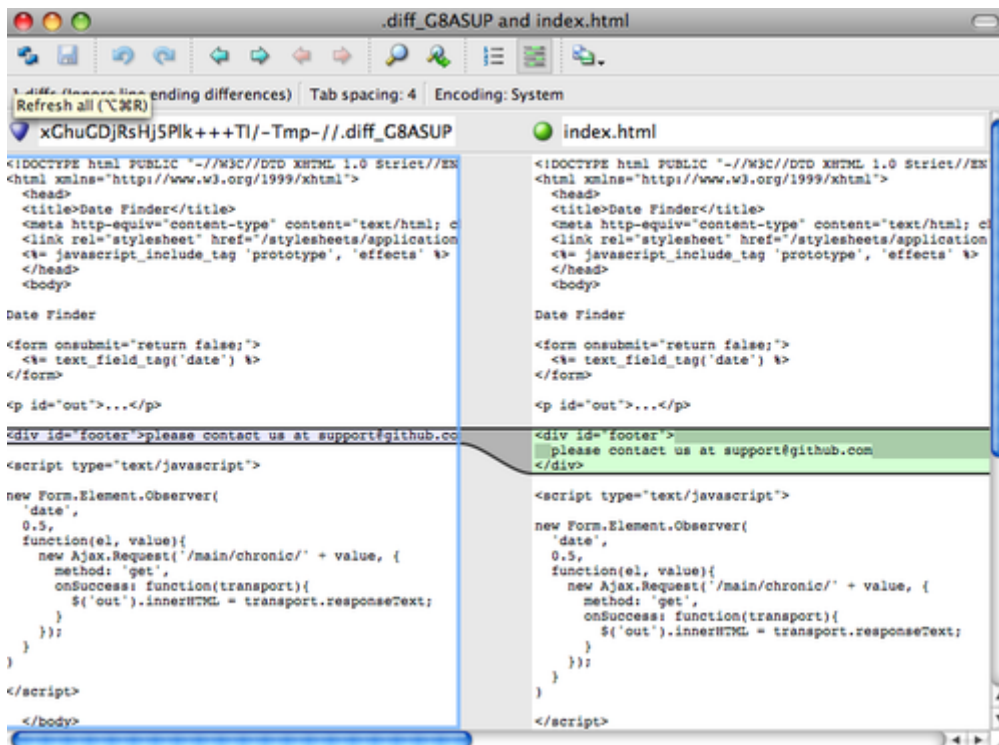 .diff_G8ASUP and index.html
1 diffs (Ignore line ending differences) Tab spacing: 4 Encoding: System
Refresh all (⌥⌘R)
xGhuGDjRsHj5Plk+++TI/-Tmp-//.diff_G8ASUP
<!DOCTYPE html PUBLIC "-//W3C//DTD XHTML 1.0 Strict//EN
<html xmlns="http://www.w3.org/1999/xhtml">
<head>
<title>Date Finder</title>
<meta http-equiv="content-type" content="text/html; c
<link rel="stylesheet" href="/stylesheets/application
<%= javascript_include_tag 'prototype', 'effects' %>
</head>
<body>
Date Finder
<form onsubmit="return false;">
<%= text_field_tag('date') %>
</form>
<p id="out">...</p>
<div id="footer">please contact us at support@github.co
<script type="text/javascript">
new Form.Element.Observer(
'date',
0.5,
function(el, value){
new Ajax.Request('/main/chronic/' + value, {
method: 'get',
onSuccess: function(transport){
$('out').innerHTML = transport.responseText;
}
});
}
)
</script>
</body>
index.html
<!DOCTYPE html PUBLIC "-//W3C//DTD XHTML 1.0 Strict//EN
<html xmlns="http://www.w3.org/1999/xhtml">
<head>
<title>Date Finder</title>
<meta http-equiv="content-type" content="text/html; c
<link rel="stylesheet" href="/stylesheets/application
<%= javascript_include_tag 'prototype', 'effects' %>
</head>
<body>
Date Finder
<form onsubmit="return false;">
<%= text_field_tag('date') %>
</form>
<p id="out">...</p>
<div id="footer">
please contact us at support@github.com
</div>
<script type="text/javascript">
new Form.Element.Observer(
'date',
0.5,
function(el, value){
new Ajax.Request('/main/chronic/' + value, {
method: 'get',
onSuccess: function(transport){
$('out').innerHTML = transport.responseText;
}
});
}
)
</script>